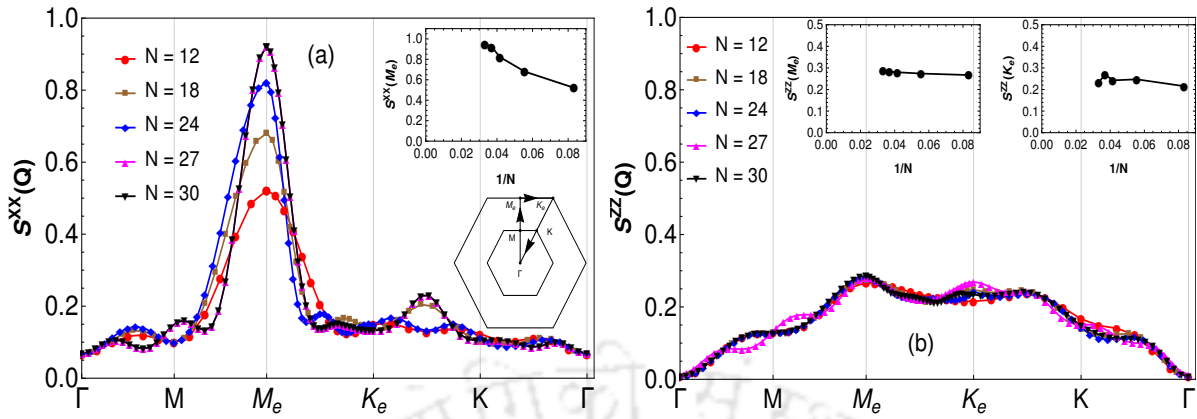 (a)
N = 12
N = 18
N = 24
N = 27
N = 30
S^XX(Q)
1.0
0.8
0.6
0.4
0.2
0.0
Γ M M_e K_e K Γ
S^XX(M_e)
1.0
0.8
0.6
0.4
0.2
0.0
0.00 0.02 0.04 0.06 0.08
1/N
M_e K_e
M K
Γ
(b)
N = 12
N = 18
N = 24
N = 27
N = 30
S^ZZ(Q)
1.0
0.8
0.6
0.4
0.2
0.0
Γ M M_e K_e K Γ
S^ZZ(M_e)
0.5
0.4
0.3
0.2
0.1
0.0
0.00 0.02 0.04 0.06 0.08
1/N
S^ZZ(K_e)
0.5
0.4
0.3
0.2
0.1
0.0
0.00 0.02 0.04 0.06 0.08
1/N